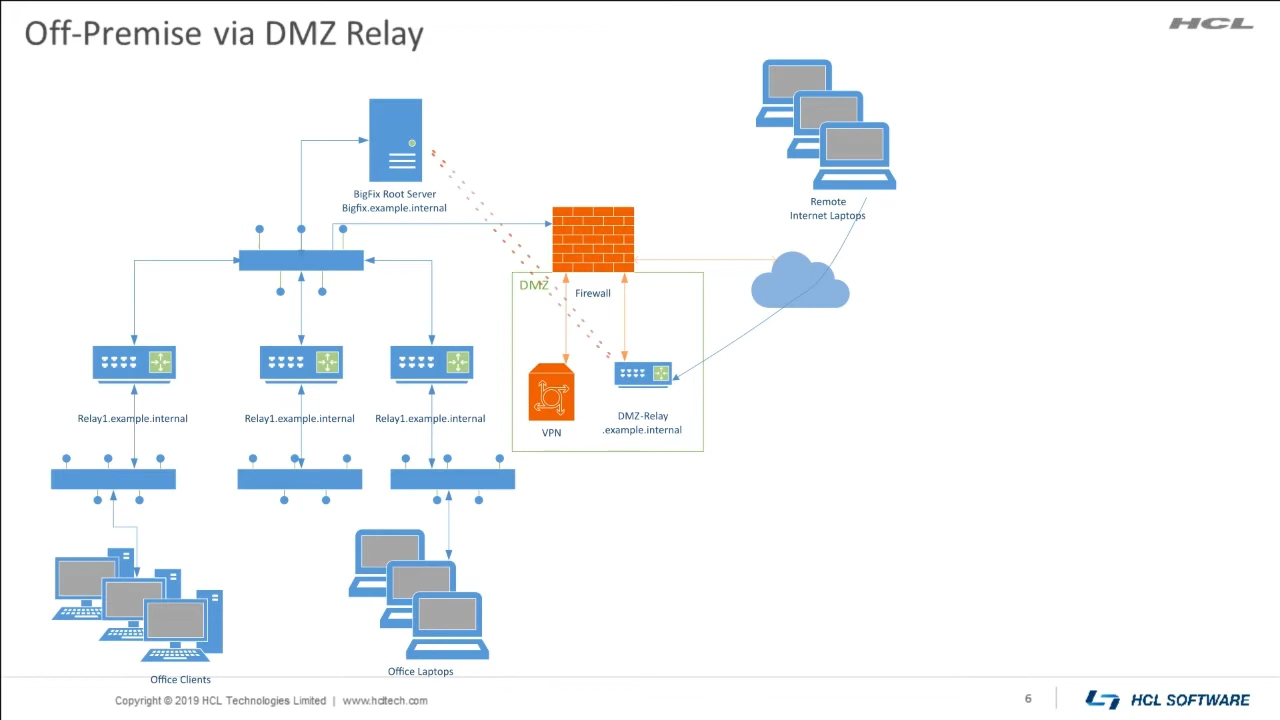 Off-Premise via DMZ Relay
HCL
BigFix Root Server
Bigfix.example.internal
Remote
Internet Laptops
DMZ
Firewall
VPN
DMZ-Relay
.example.internal
Relay1.example.internal
Relay1.example.internal
Relay1.example.internal
Office Clients
Office Laptops
Copyright © 2019 HCL Technologies Limited | www.hcltech.com
6
HCL SOFTWARE